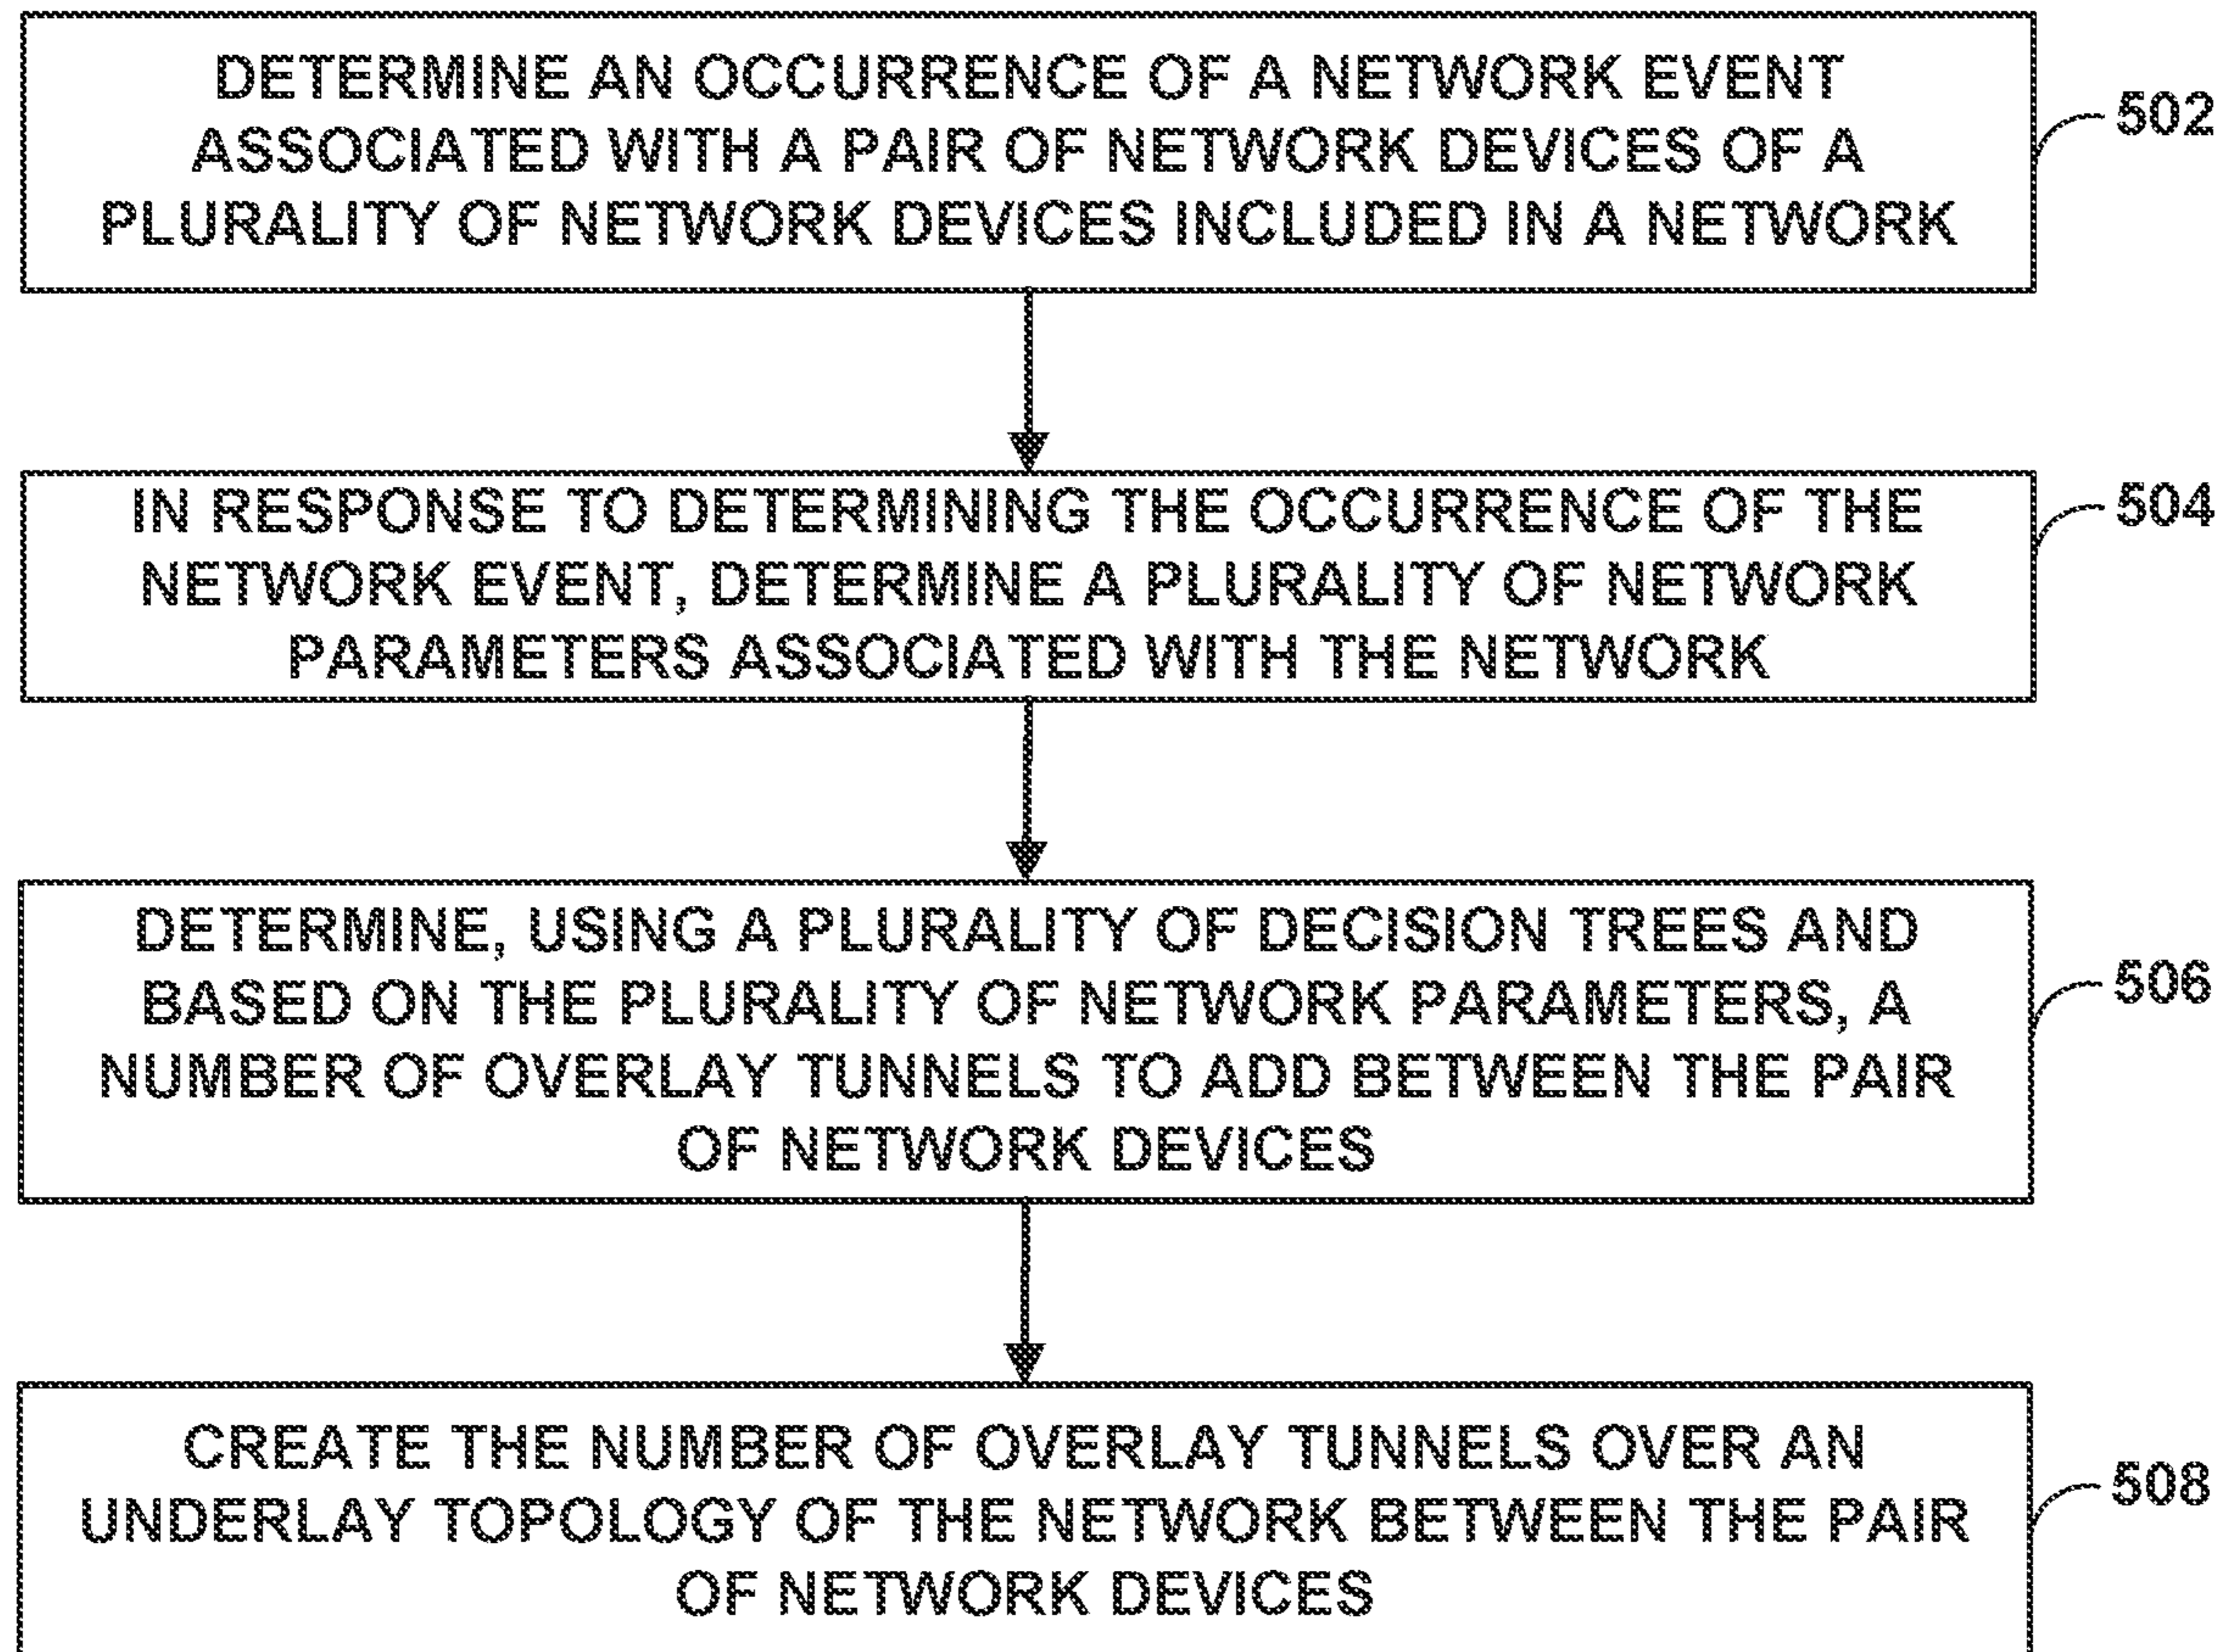 DETERMINE AN OCCURRENCE OF A NETWORK EVENT
ASSOCIATED WITH A PAIR OF NETWORK DEVICES OF A
PLURALITY OF NETWORK DEVICES INCLUDED IN A NETWORK
502
IN RESPONSE TO DETERMINING THE OCCURRENCE OF THE
NETWORK EVENT, DETERMINE A PLURALITY OF NETWORK
PARAMETERS ASSOCIATED WITH THE NETWORK
504
DETERMINE, USING A PLURALITY OF DECISION TREES AND
BASED ON THE PLURALITY OF NETWORK PARAMETERS, A
NUMBER OF OVERLAY TUNNELS TO ADD BETWEEN THE PAIR
OF NETWORK DEVICES
506
CREATE THE NUMBER OF OVERLAY TUNNELS OVER AN
UNDERLAY TOPOLOGY OF THE NETWORK BETWEEN THE PAIR
OF NETWORK DEVICES
508